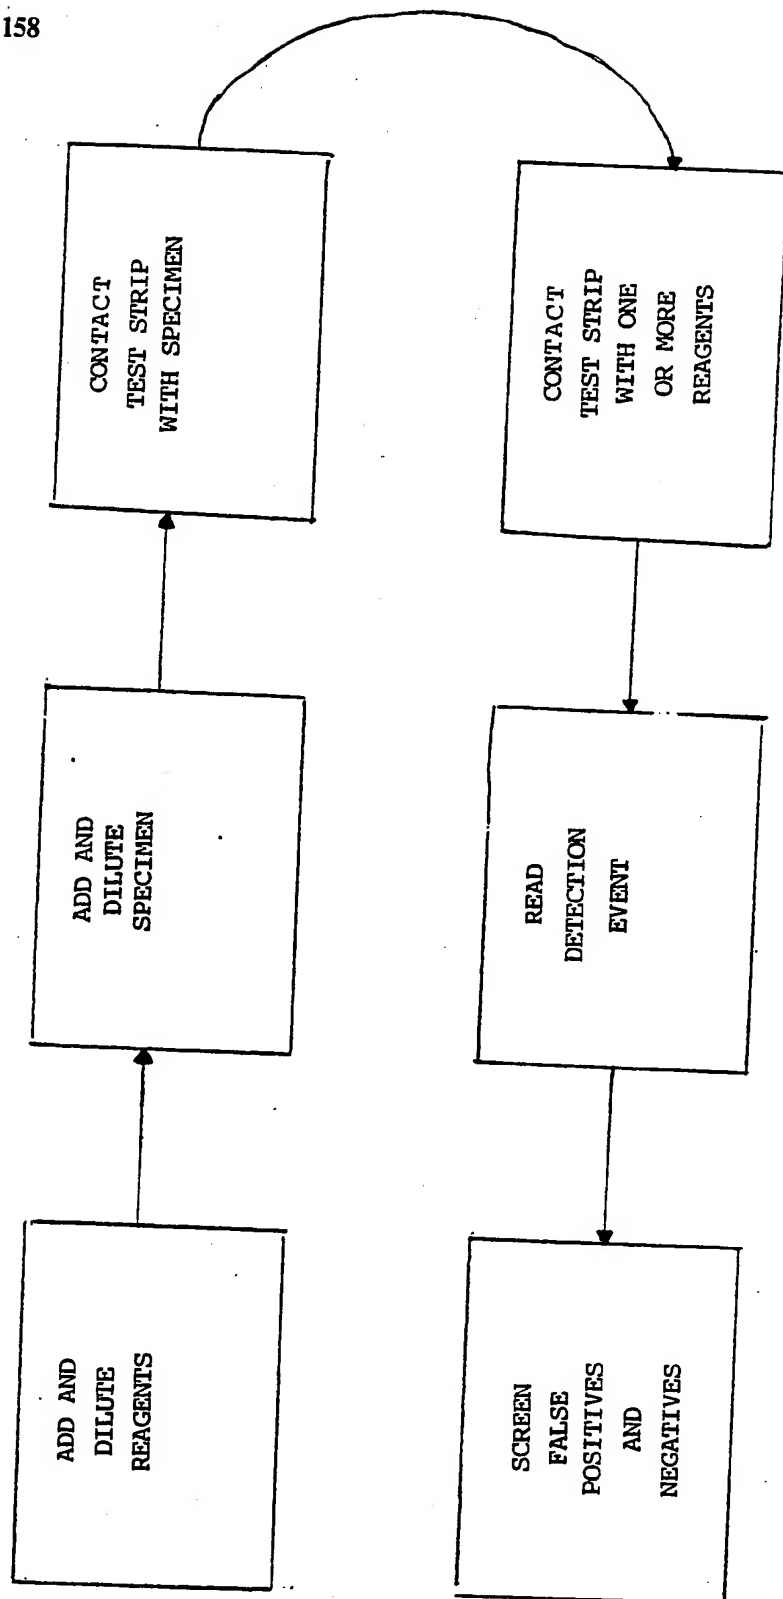 158
ADD AND
DILUTE
REAGENTS
ADD AND
DILUTE
SPECIMEN
CONTACT
TEST STRIP
WITH SPECIMEN
CONTACT
TEST STRIP
WITH ONE
OR MORE
REAGENTS
READ
DETECTION
EVENT
SCREEN
FALSE
POSITIVES
AND
NEGATIVES